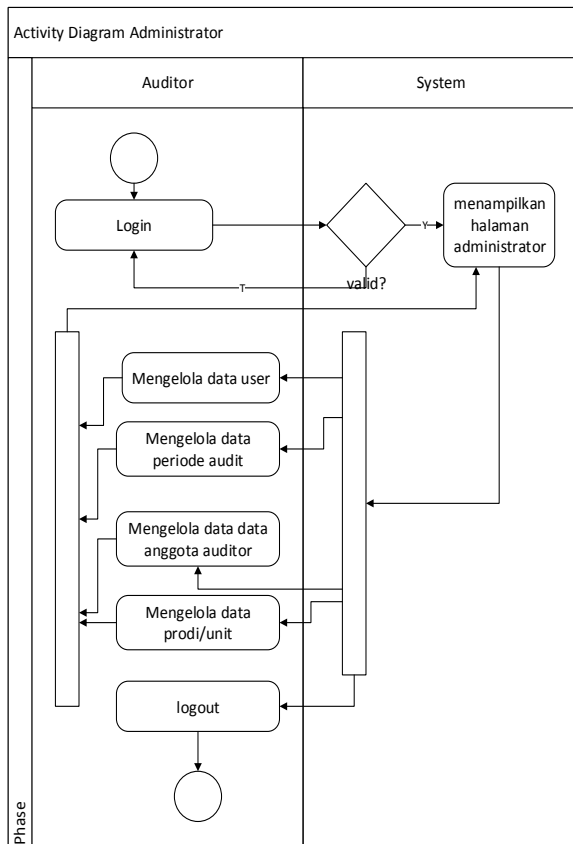 Activity Diagram Administrator
Auditor
System
Login
Y
menampilkan
halaman
administrator
T
valid?
Mengelola data user
Mengelola data
periode audit
Mengelola data data
anggota auditor
Mengelola data
prodi/unit
logout
Phase